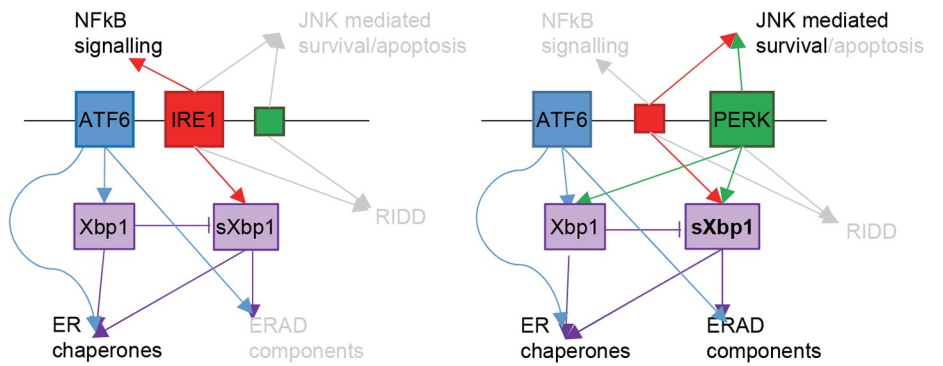 NFkB
signalling
JNK mediated
survival/apoptosis
ATF6
IRE1
RIDD
Xbp1
sXbp1
ER
chaperones
ERAD
components
NFkB
signalling
JNK mediated
survival/apoptosis
ATF6
PERK
RIDD
Xbp1
sXbp1
ER
chaperones
ERAD
components